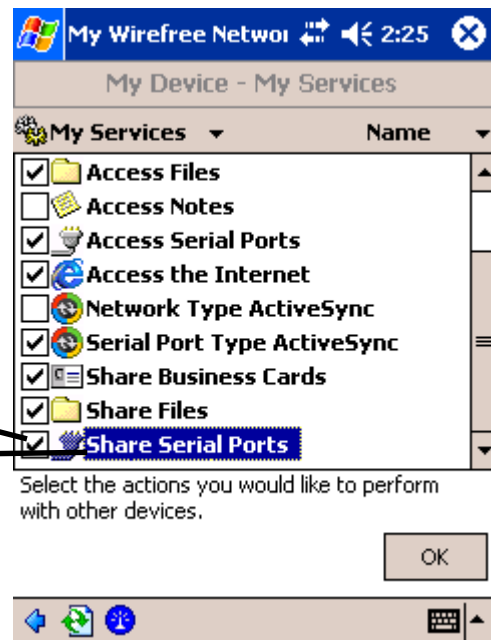 My Wirefree Networ 2:25
My Device - My Services
My Services Name
Access Files
Access Notes
Access Serial Ports
Access the Internet
Network Type ActiveSync
Serial Port Type ActiveSync
Share Business Cards
Share Files
Share Serial Ports
Select the actions you would like to perform
with other devices.
OK